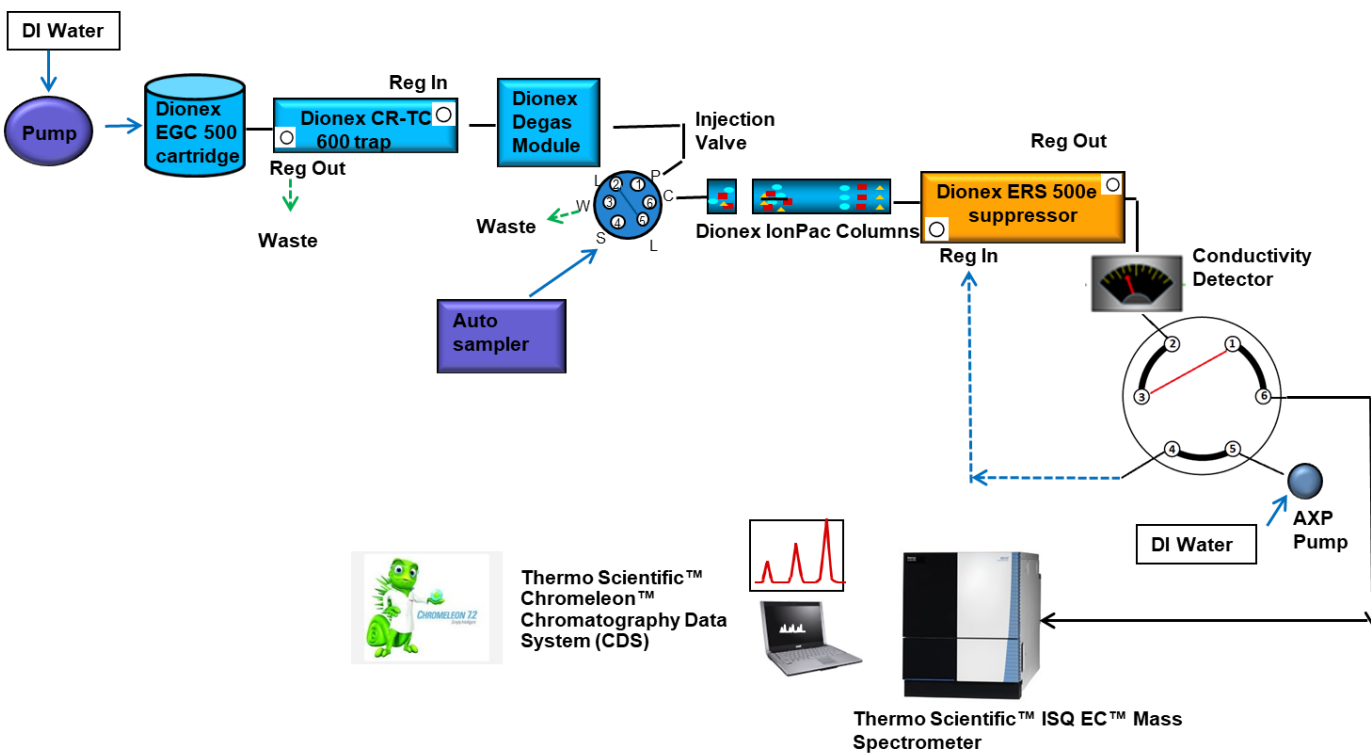 DI Water
Pump
Dionex
EGC 500
cartridge
Reg In
Dionex CR-TC
600 trap
Reg Out
Waste
Dionex
Degas
Module
Injection
Valve
P
L
C
W
S
L
2
1
3
6
4
5
Waste
Auto
sampler
Dionex IonPac Columns
Reg Out
Dionex ERS 500e
suppressor
Reg In
Conductivity
Detector
2
1
3
6
4
5
AXP
Pump
DI Water
CHROMELEON 7.2
Thermo Scientific™
Chromeleon™
Chromatography Data
System (CDS)
Thermo Scientific™ ISQ EC™ Mass
Spectrometer